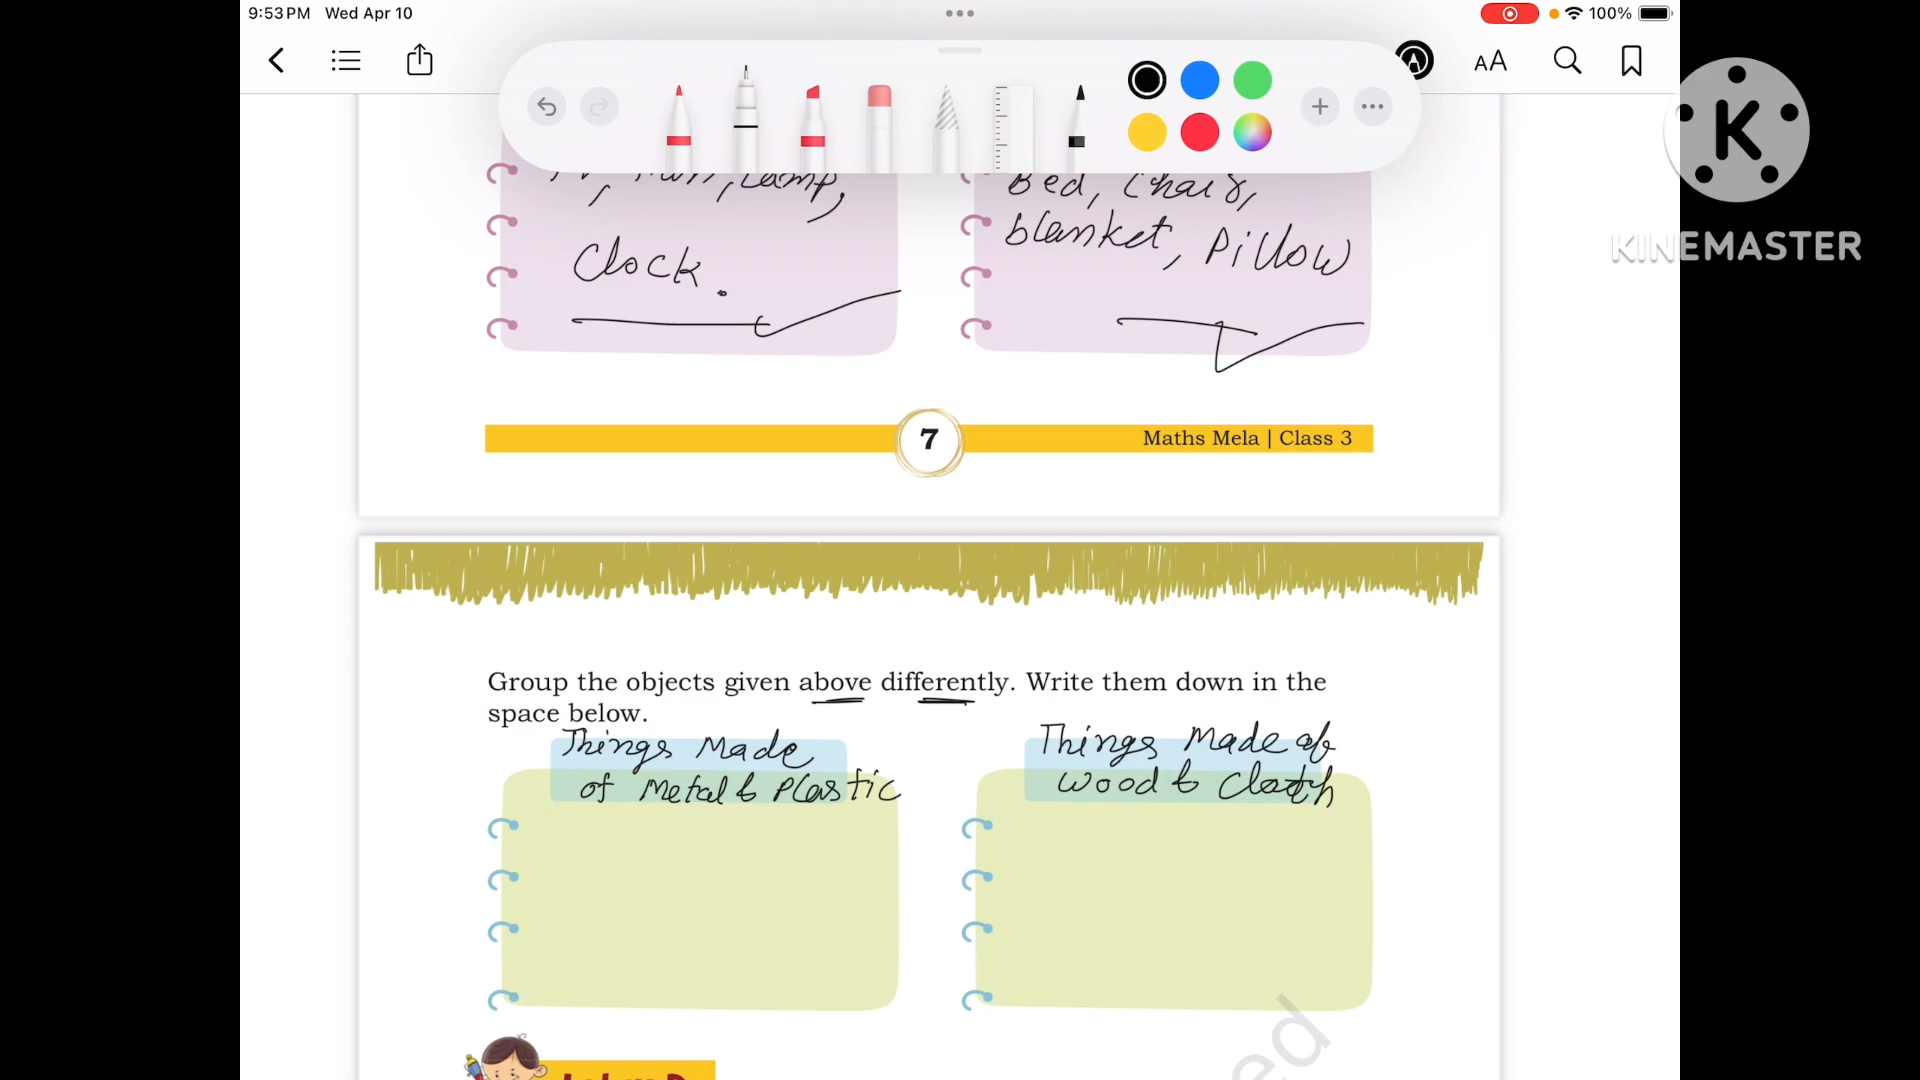 9:53 PM Wed Apr 10
100%
AA
K
KINEMASTER
Lamp,
Clock.
Bed, Chair,
blanket, Pillow
7
Maths Mela | Class 3
Group the objects given above differently. Write them down in the
space below.
Things Made
of Metal & Plastic
Things Made of
Wood & Cloth
ed